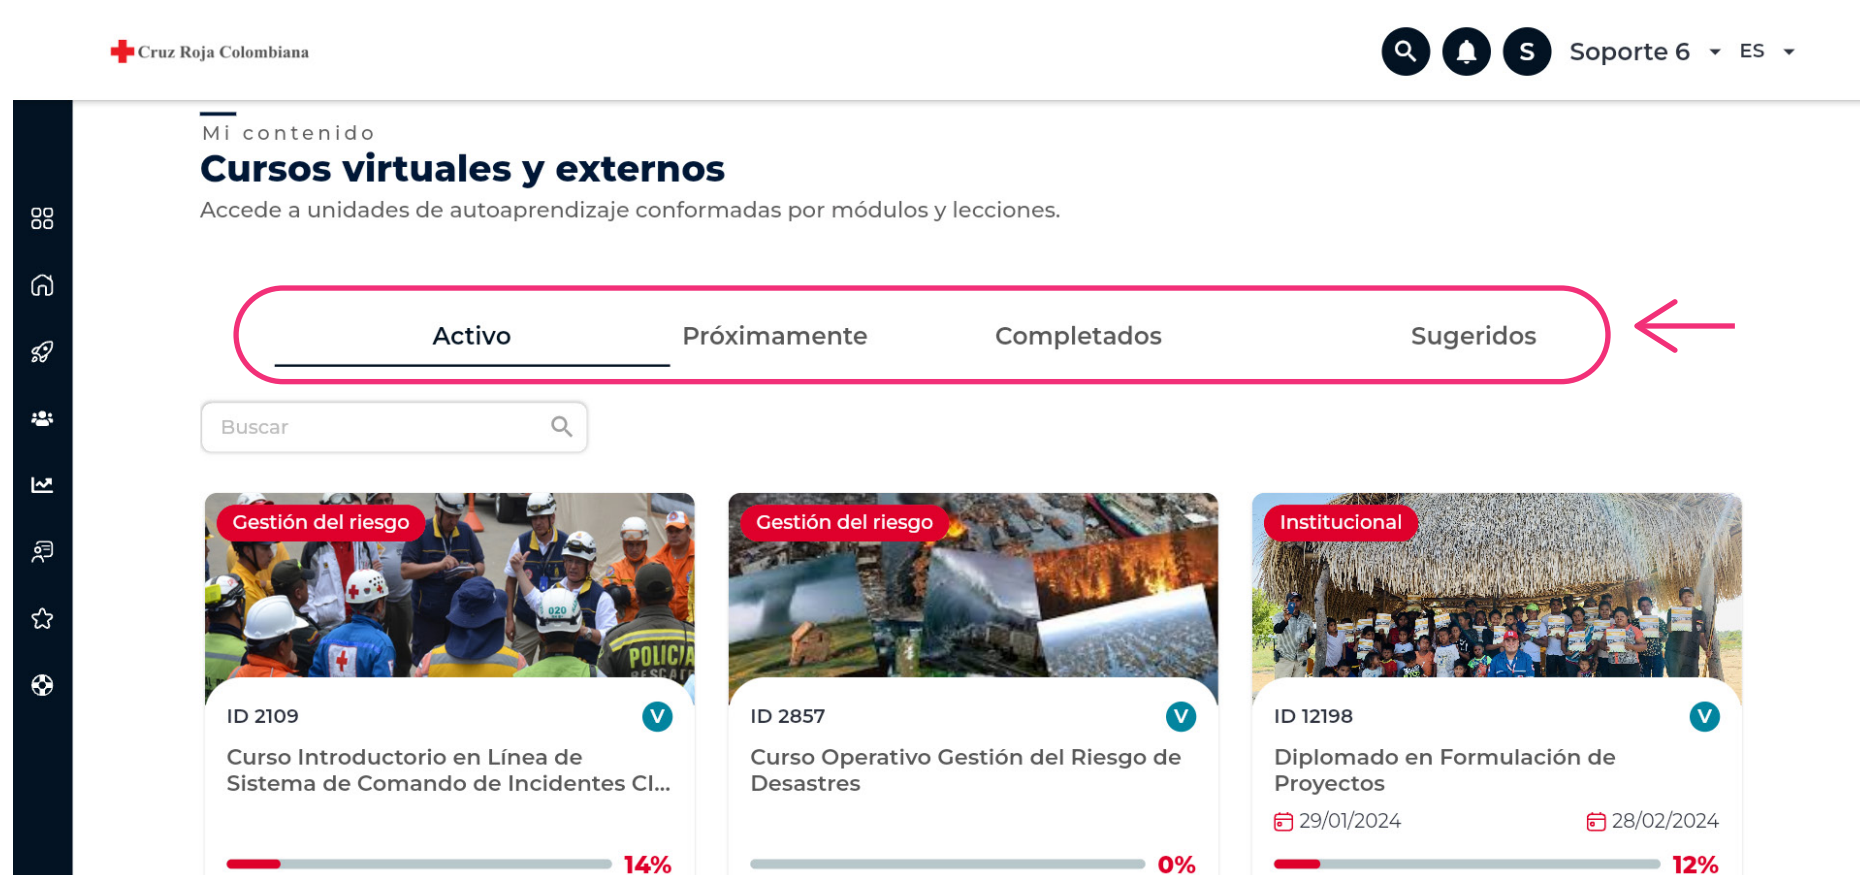 Cruz Roja Colombiana
S Soporte 6 ES
Mi contenido
Cursos virtuales y externos
Accede a unidades de autoaprendizaje conformadas por módulos y lecciones.
Activo Próximamente Completados Sugeridos
Buscar
Gestión del riesgo
020
POLICIA
RESCATE
ID 2109 V
Curso Introductorio en Línea de
Sistema de Comando de Incidentes CI...
14%
Gestión del riesgo
ID 2857 V
Curso Operativo Gestión del Riesgo de
Desastres
0%
Institucional
ID 12198 V
Diplomado en Formulación de
Proyectos
29/01/2024 28/02/2024
12%